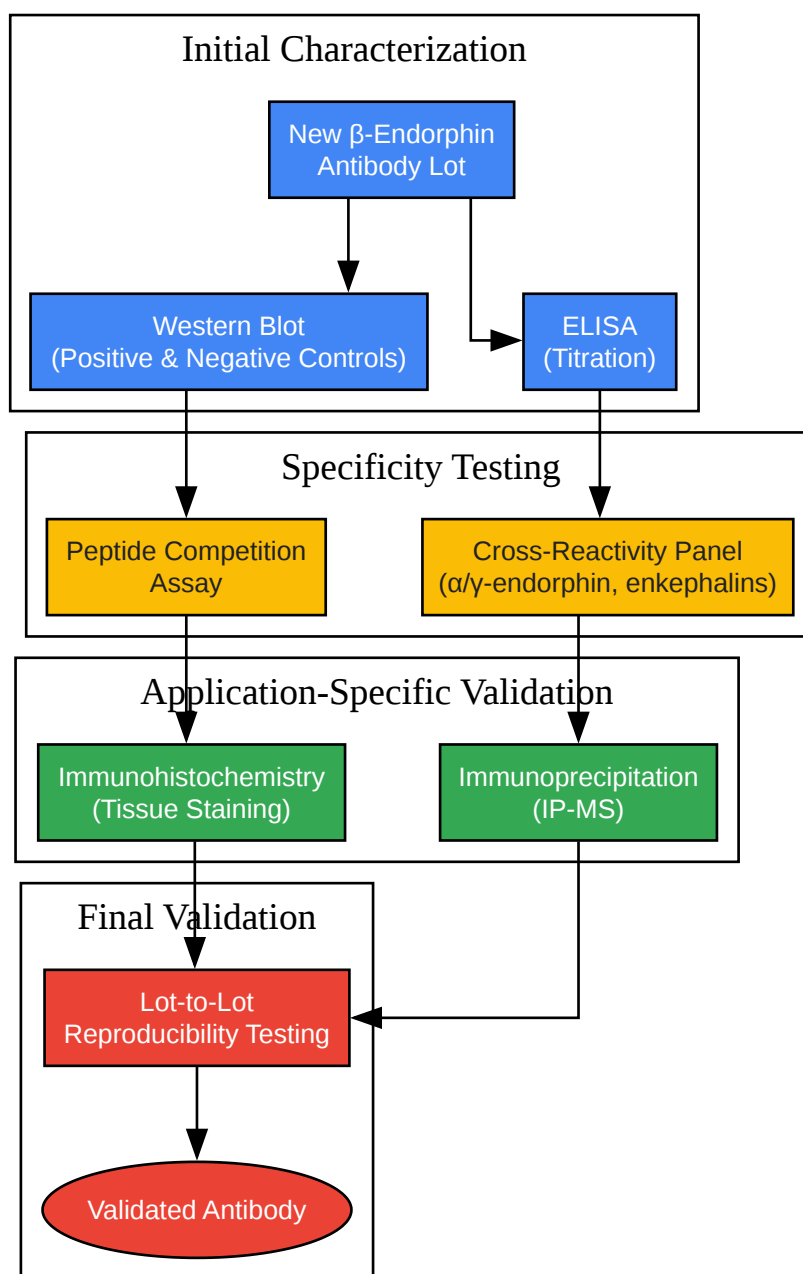 Initial Characterization
New β-Endorphin
Antibody Lot
Western Blot
(Positive & Negative Controls)
ELISA
(Titration)
Specificity Testing
Peptide Competition
Assay
Cross-Reactivity Panel
(α/γ-endorphin, enkephalins)
Application-Specific Validation
Immunohistochemistry
(Tissue Staining)
Immunoprecipitation
(IP-MS)
Final Validation
Lot-to-Lot
Reproducibility Testing
Validated Antibody